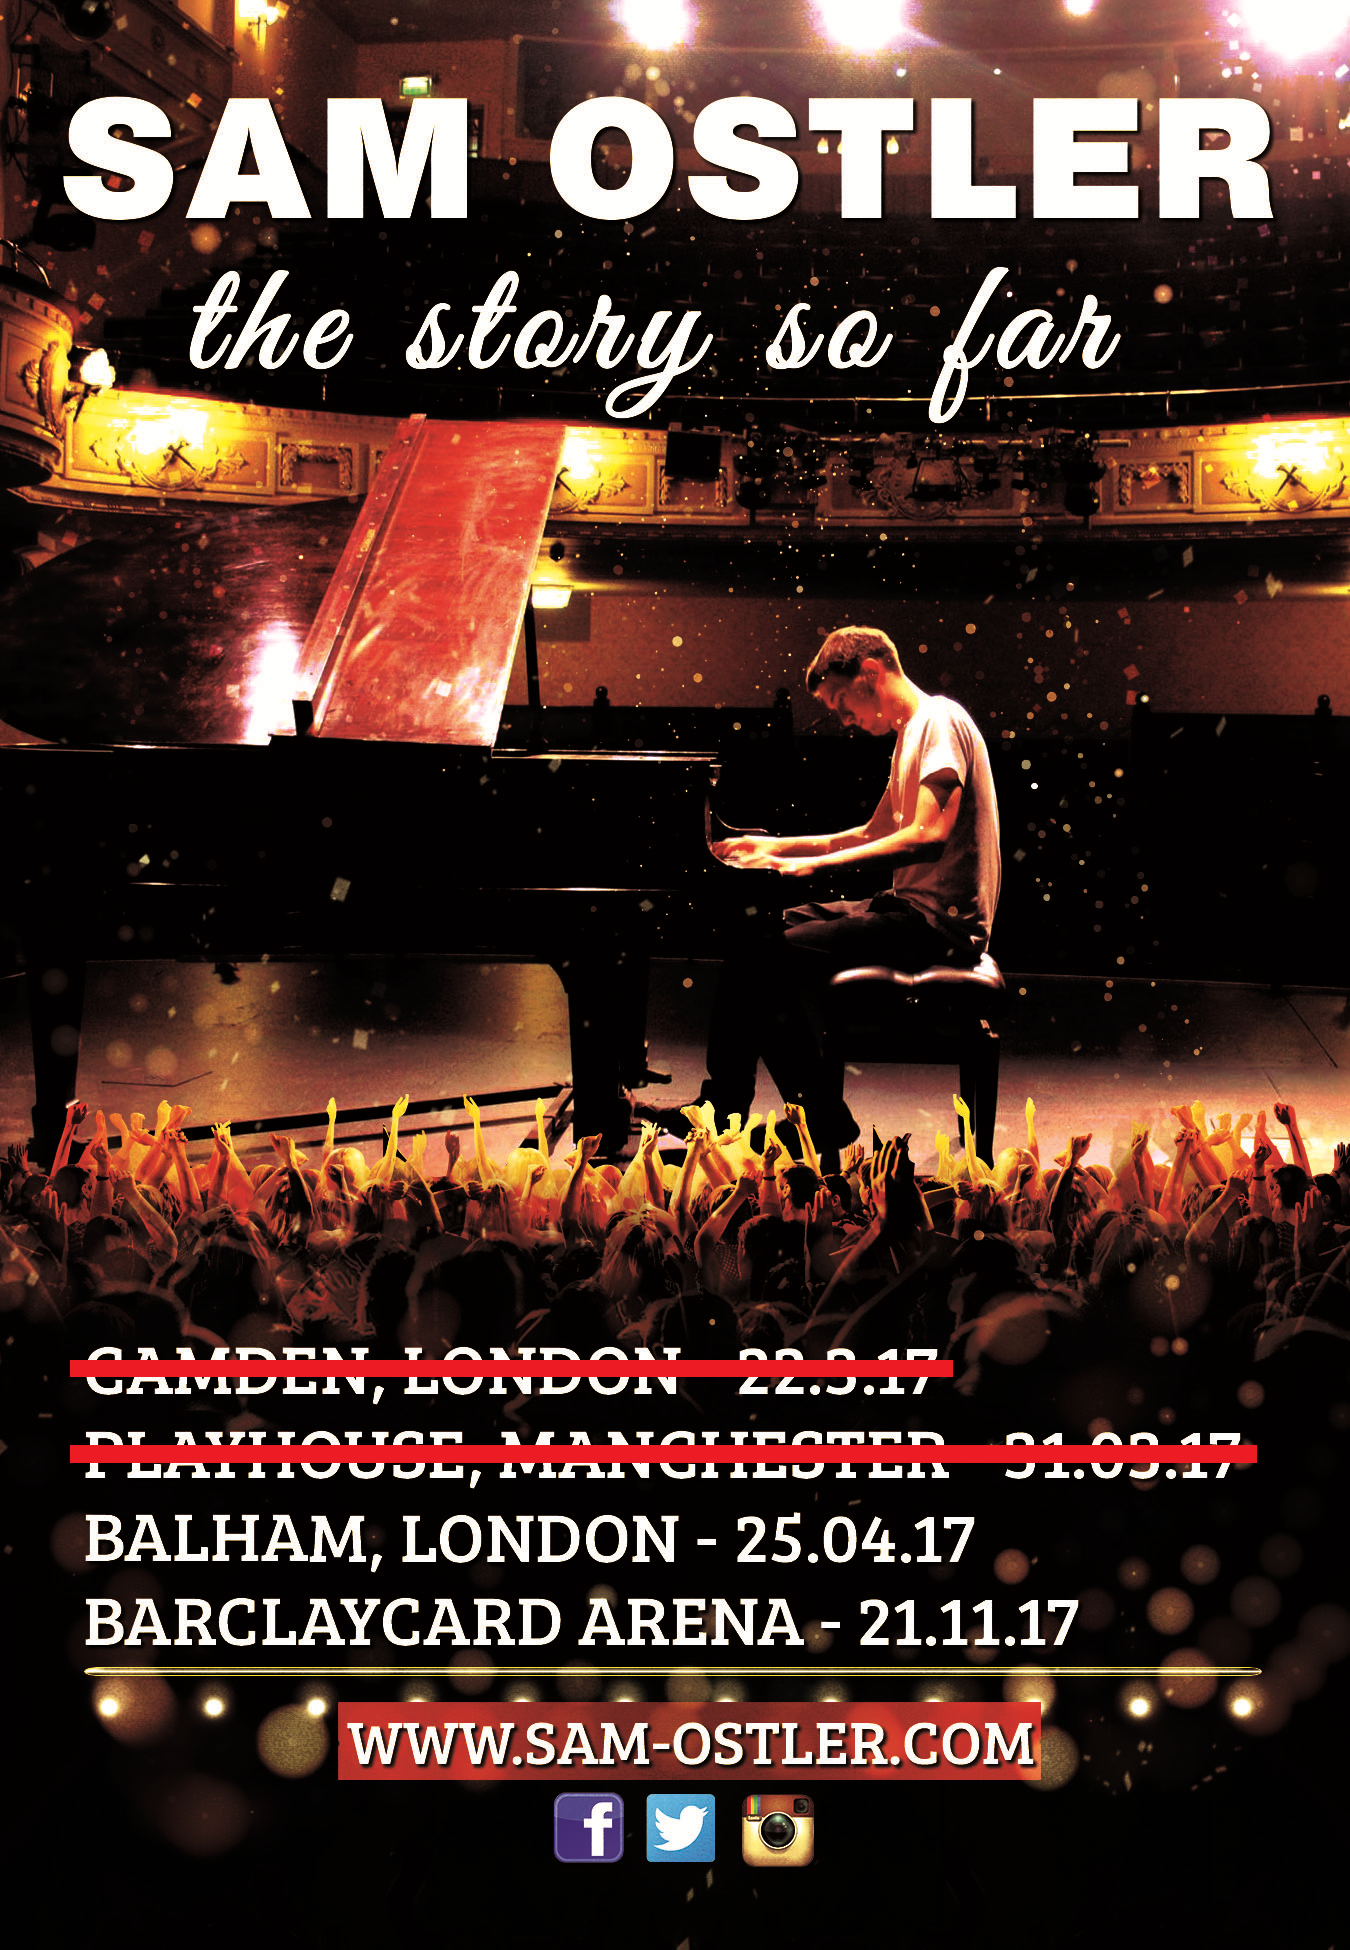 SAM OSTLER
the story so far
CAMDEN, LONDON - 22.3.17
PLAYHOUSE, MANCHESTER - 31.03.17
BALHAM, LONDON - 25.04.17
BARCLAYCARD ARENA - 21.11.17
WWW.SAM-OSTLER.COM